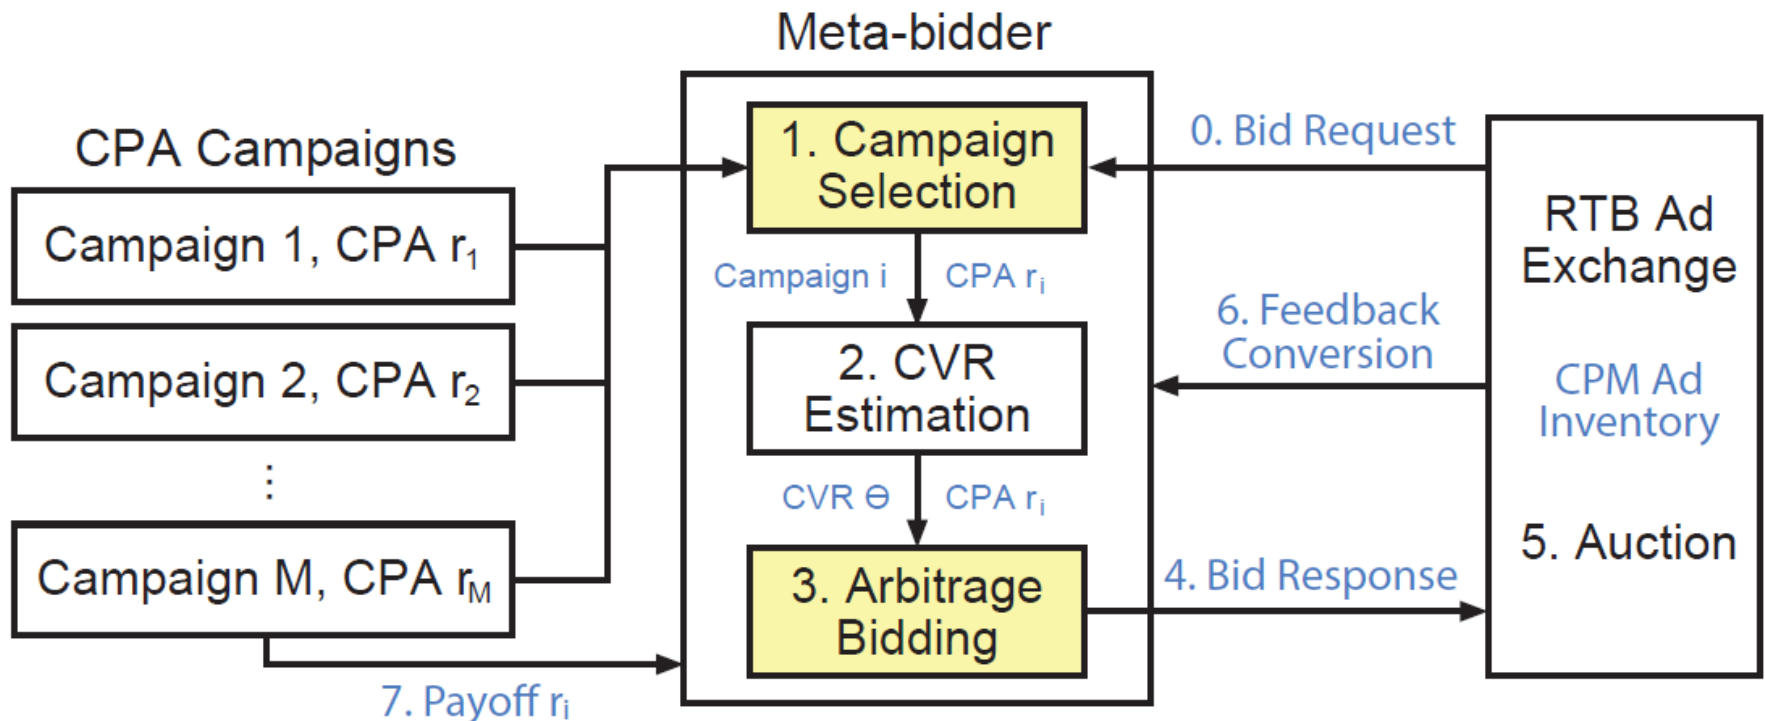 Meta-bidder
CPA Campaigns
Campaign 1, CPA r1
Campaign 2, CPA r2
⋮
Campaign M, CPA rM
7. Payoff ri
1. Campaign
Selection
Campaign i
CPA ri
2. CVR
Estimation
CVR Θ
CPA ri
3. Arbitrage
Bidding
0. Bid Request
6. Feedback
Conversion
4. Bid Response
RTB Ad
Exchange
CPM Ad
Inventory
5. Auction